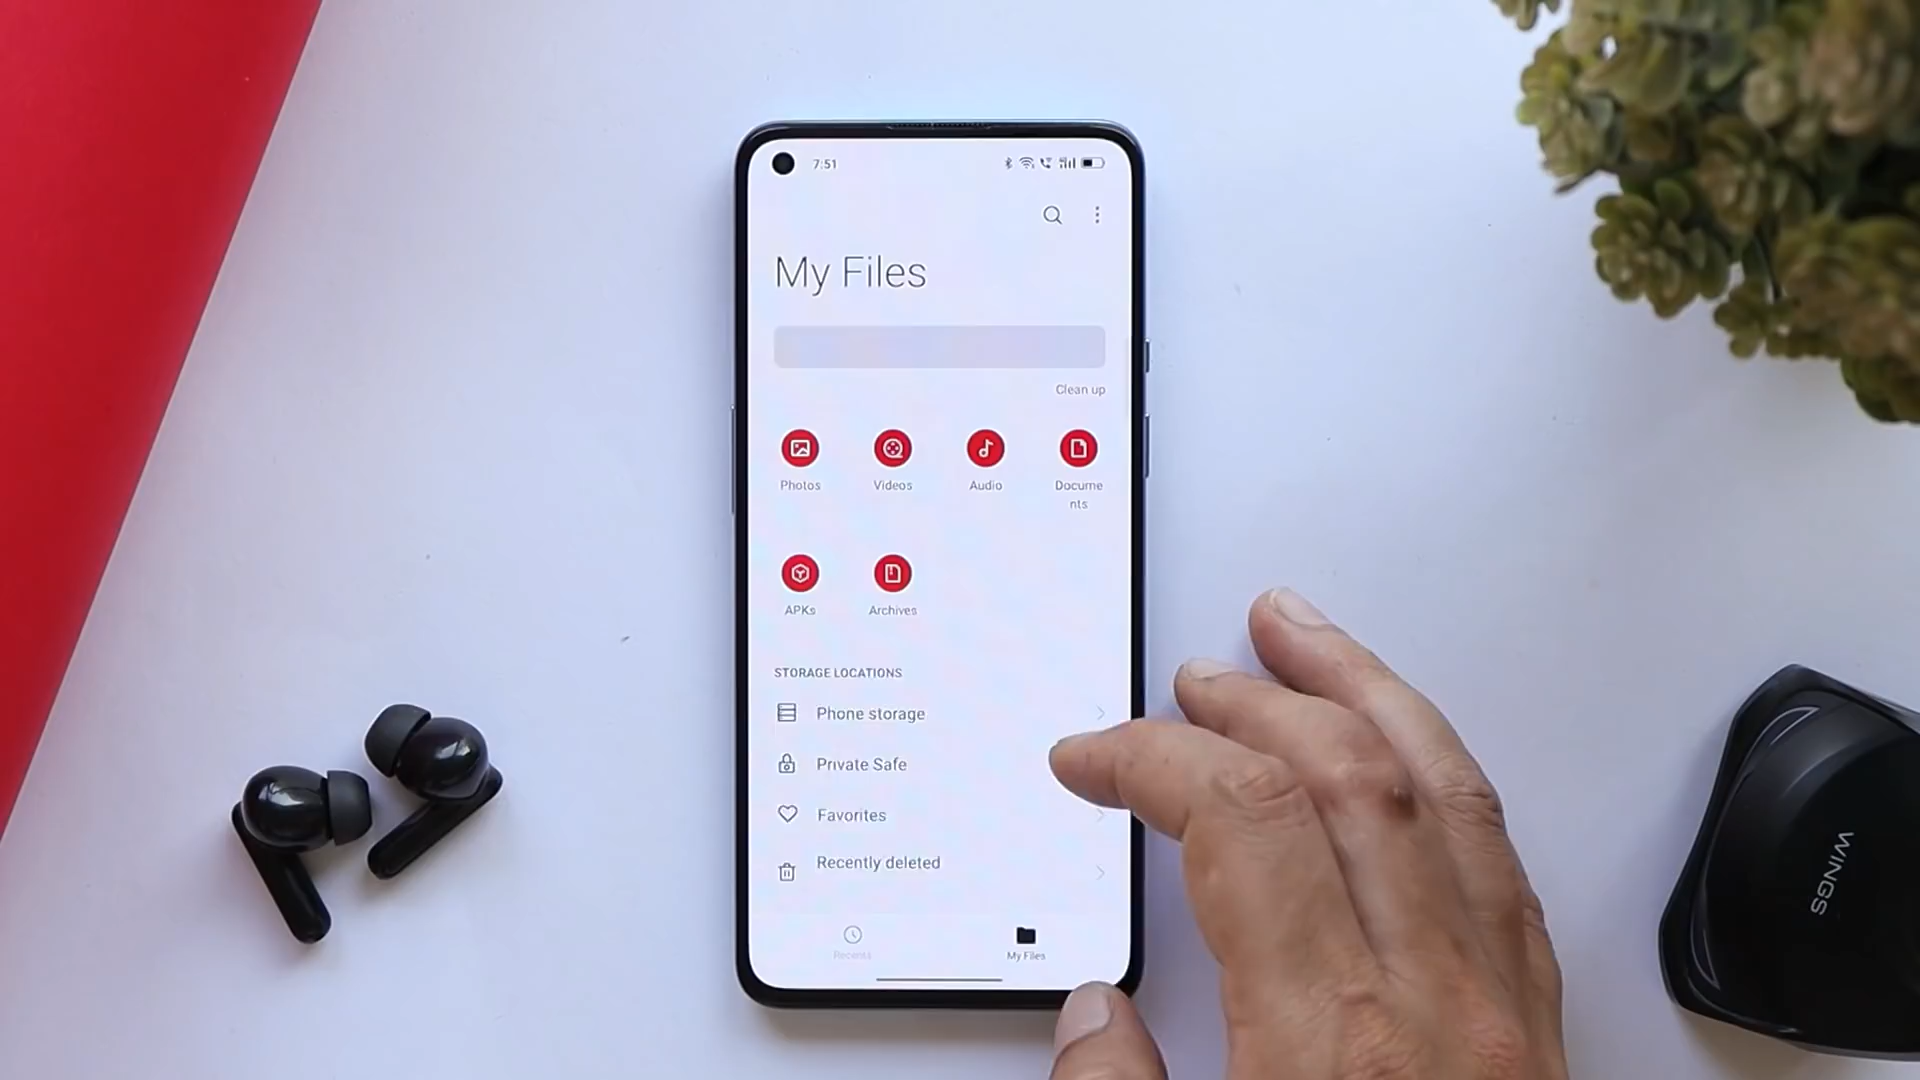 7:51
My Files
Clean up
Photos
Videos
Audio
Docume
nts
APKs
Archives
STORAGE LOCATIONS
Phone storage
Private Safe
Favorites
Recently deleted
Recents
My Files
WINGS